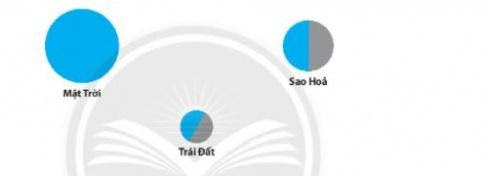 Mặt Trời
Sao Hoả
Trái Đất